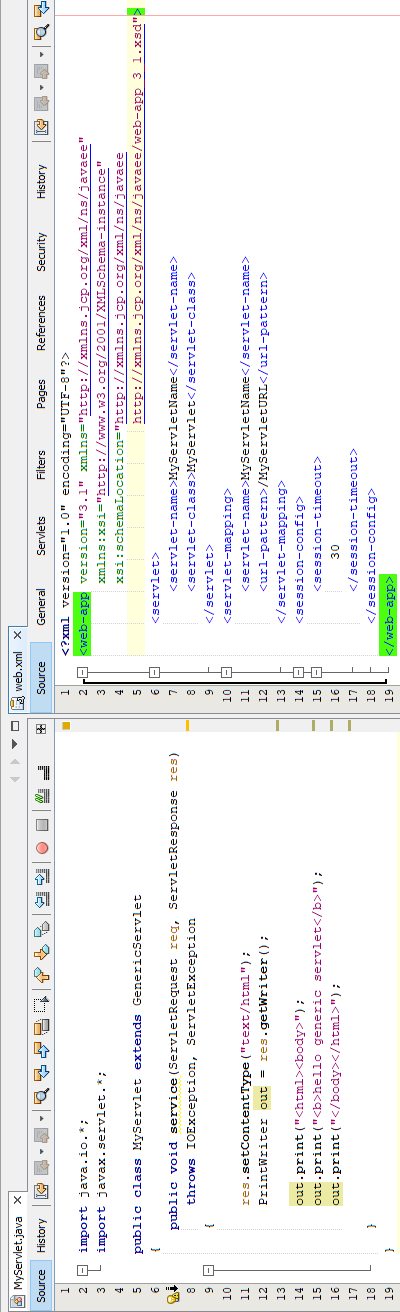 MyServlet.java
Source History
1
2 import java.io.*;
3 import javax.servlet.*;
4
5 public class MyServlet extends GenericServlet
6 {
public void service(ServletRequest req, ServletResponse res)
8 throws IOException, ServletException
9 {
10
11 res.setContentType("text/html");
12 PrintWriter out = res.getWriter();
13
14 out.print("<html><body>");
15 out.print("<b>hello generic servlet</b>");
16 out.print("</body></html>");
17
18 }
19 }
web.xml
Source General Servlets Filters Pages References Security History
1 <?xml version="1.0" encoding="UTF-8"?>
2 <web-app version="3.1" xmlns="http://xmlns.jcp.org/xml/ns/javaee"
3 xmlns:xsi="http://www.w3.org/2001/XMLSchema-instance"
4 xsi:schemaLocation="http://xmlns.jcp.org/xml/ns/javaee
5 http://xmlns.jcp.org/xml/ns/javaee/web-app_3_1.xsd">
6 <servlet>
7 <servlet-name>MyServletName</servlet-name>
8 <servlet-class>MyServlet</servlet-class>
9 </servlet>
10 <servlet-mapping>
11 <servlet-name>MyServletName</servlet-name>
12 <url-pattern>/MyServletURL</url-pattern>
13 </servlet-mapping>
14 <session-config>
15 <session-timeout>
16 30
17 </session-timeout>
18 </session-config>
19 </web-app>